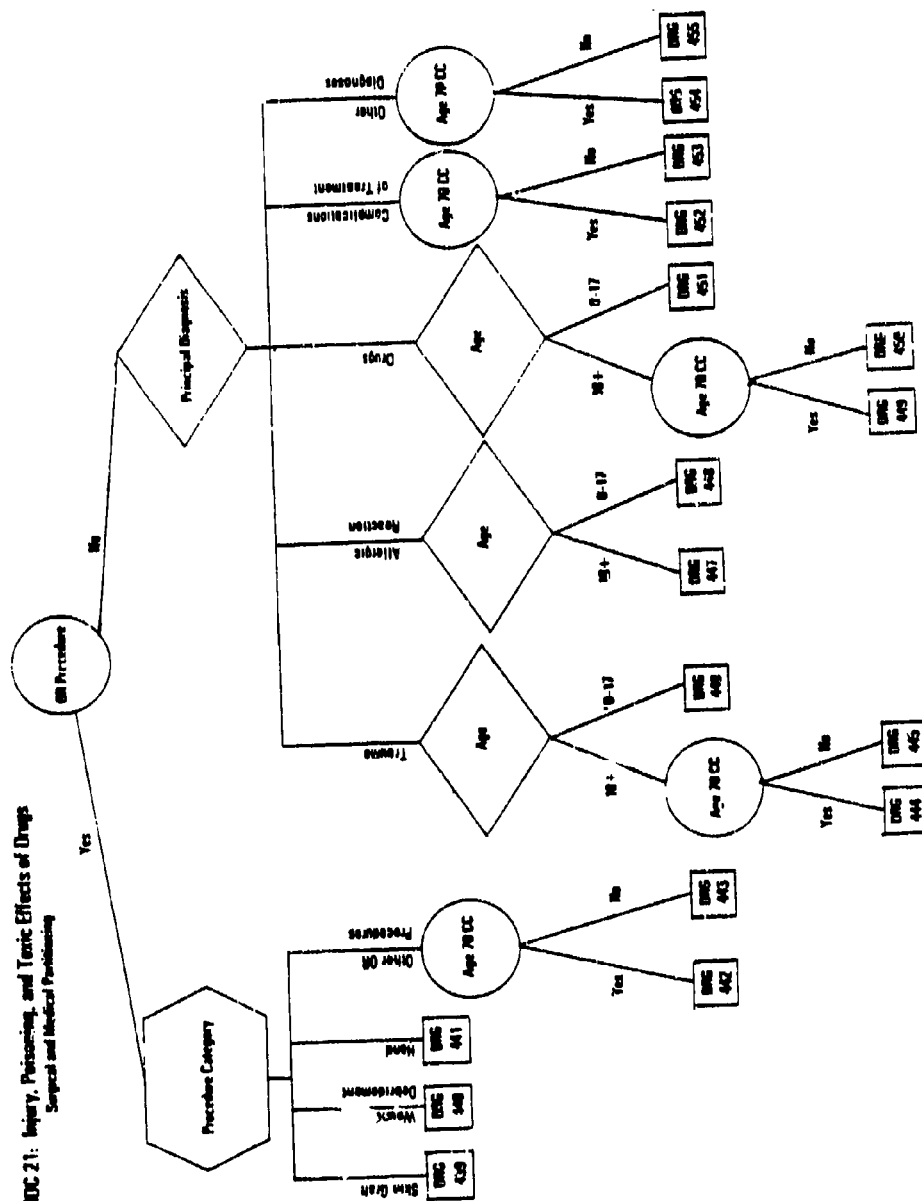 MDC 21: Injury, Poisoning, and Toxic Effects of Drugs
Surgical and Medical Partitioning
OR Procedure
Yes
No
Procedure Category
Principal Diagnosis
Skin Graft
Wound
Debridement
Hand
Other OR
Procedures
Trauma
Allergic
Reaction
Drugs
Complications
of Treatment
Other
Diagnoses
DRG
439
DRG
440
DRG
441
Age 70 CC
Yes
No
DRG
442
DRG
443
Age
18+
0-17
Age 70 CC
Yes
No
DRG
444
DRG
445
DRG
Age
18+
0-17
DRG
447
DRG
448
Age
18+
0-17
DRG
451
Age 70 CC
Yes
No
DRG
449
Age 70 CC
Yes
No
DRG
452
DRG
453
Age 70 CC
Yes
No
454
DRG
455